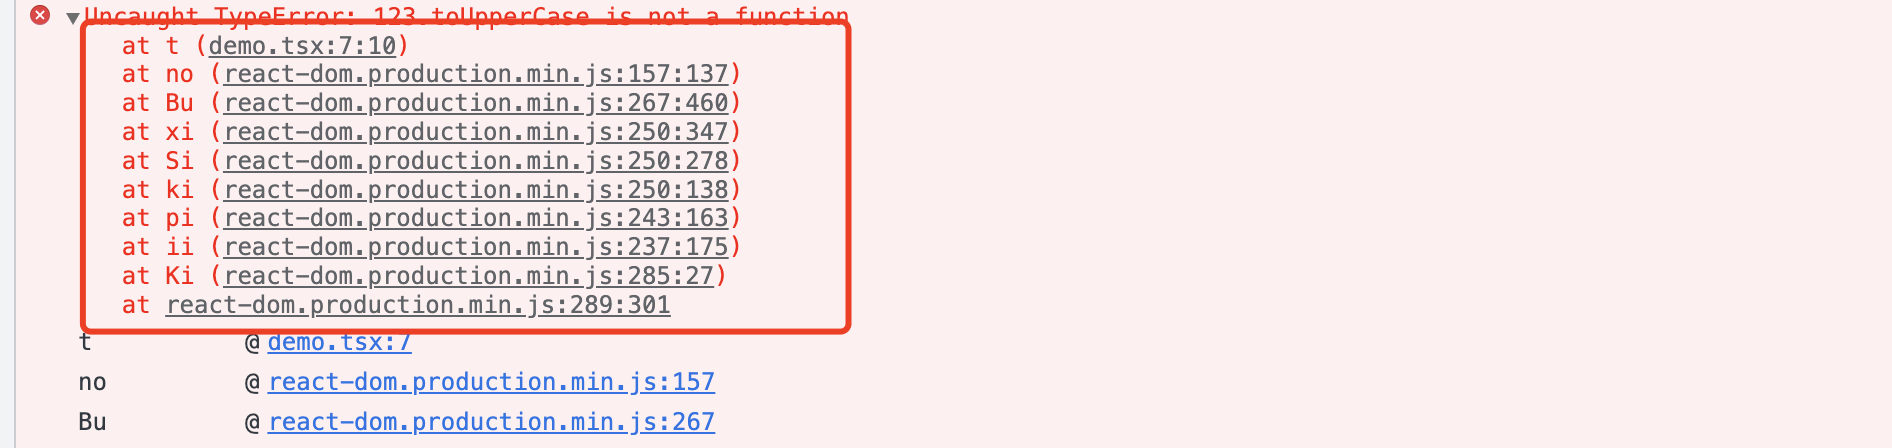 Uncaught TypeError: 123.toUpperCase is not a function
at t (demo.tsx:7:10)
at no (react-dom.production.min.js:157:137)
at Bu (react-dom.production.min.js:267:460)
at xi (react-dom.production.min.js:250:347)
at Si (react-dom.production.min.js:250:278)
at ki (react-dom.production.min.js:250:138)
at pi (react-dom.production.min.js:243:163)
at ii (react-dom.production.min.js:237:175)
at Ki (react-dom.production.min.js:285:27)
at react-dom.production.min.js:289:301
t @ demo.tsx:7
no @ react-dom.production.min.js:157
Bu @ react-dom.production.min.js:267